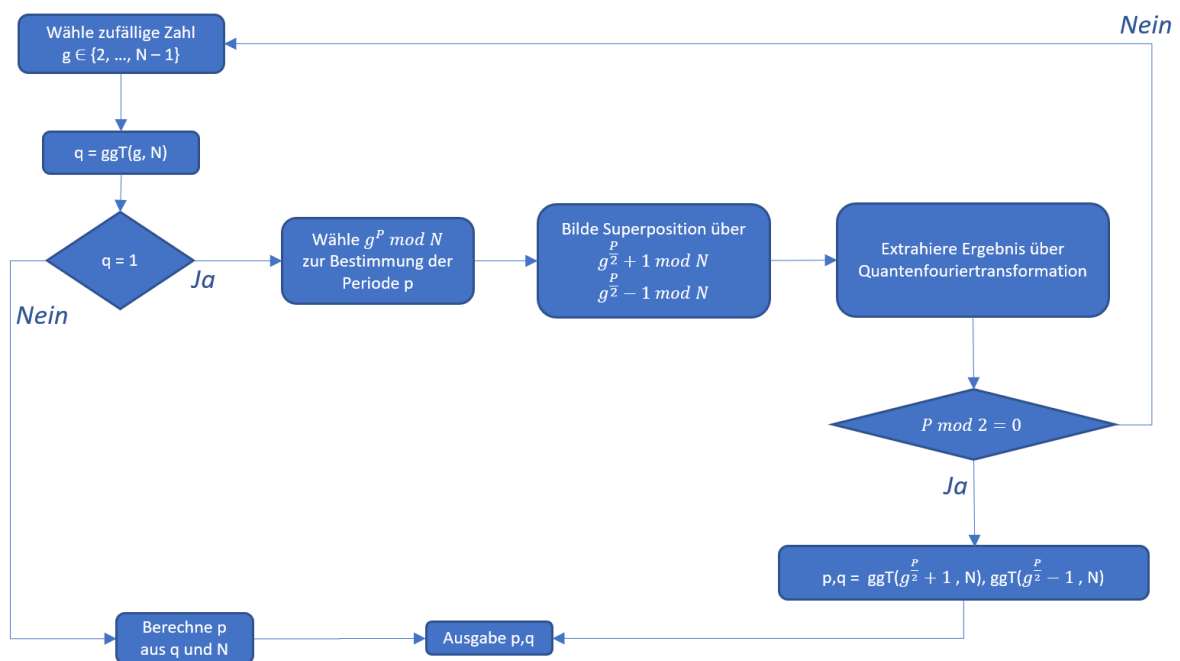 Wähle zufällige Zahl
g ∈ {2, …, N – 1}
Nein
q = ggT(g, N)
q = 1
Ja
Nein
Wähle g^P mod N
zur Bestimmung der
Periode p
Bilde Superposition über
g^(P/2) + 1 mod N
g^(P/2) − 1 mod N
Extrahiere Ergebnis über
Quantenfouriertransformation
P mod 2 = 0
Ja
p,q = ggT(g^(P/2) + 1 , N), ggT(g^(P/2) − 1 , N)
Berechne p
aus q und N
Ausgabe p,q